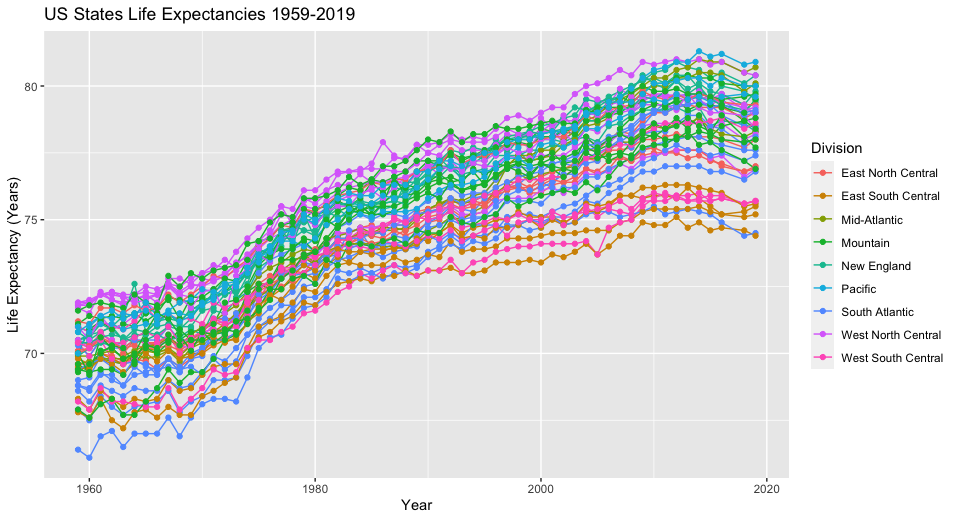 US States Life Expectancies 1959-2019
Life Expectancy (Years)
80
75
70
1960
1980
2000
2020
Year
Division
East North Central
East South Central
Mid-Atlantic
Mountain
New England
Pacific
South Atlantic
West North Central
West South Central